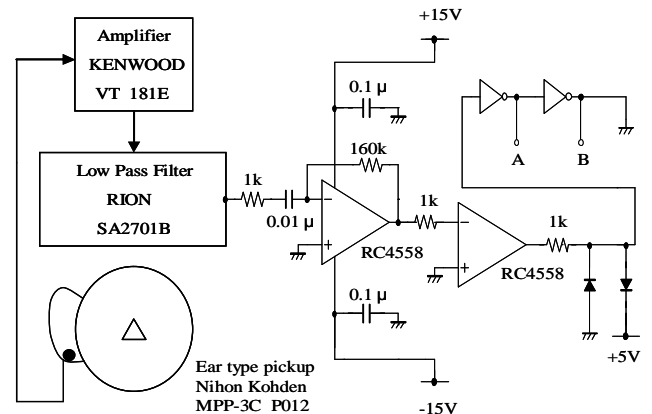 Amplifier
KENWOOD
VT 181E
Low Pass Filter
RION
SA2701B
Ear type pickup
Nihon Kohden
MPP-3C P012
+15V
0.1 μ
160k
1k
0.01 μ
−
+
RC4558
0.1 μ
-15V
1k
−
+
RC4558
1k
A
B
+5V